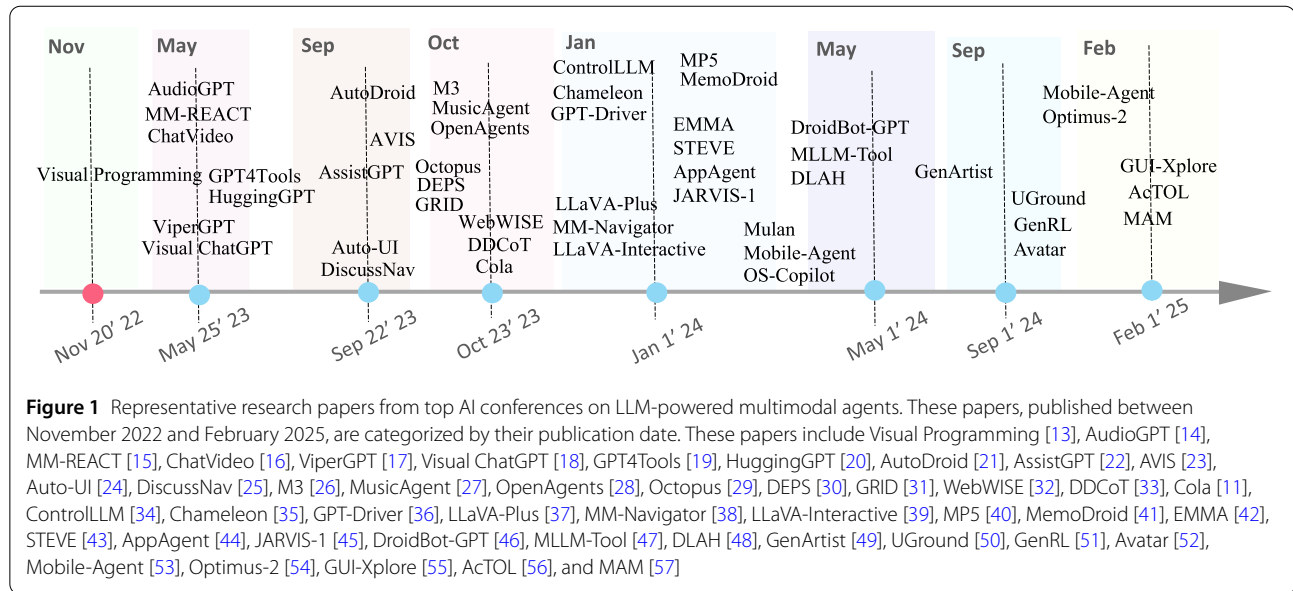 Nov
May
Sep
Oct
Jan
May
Sep
Feb
Visual Programming
AudioGPT
MM-REACT
ChatVideo
GPT4Tools
HuggingGPT
ViperGPT
Visual ChatGPT
AutoDroid
AVIS
AssistGPT
Auto-UI
DiscussNav
M3
MusicAgent
OpenAgents
Octopus
DEPS
GRID
WebWISE
DDCoT
Cola
ControlLLM
Chameleon
GPT-Driver
LLaVA-Plus
MM-Navigator
LLaVA-Interactive
MP5
MemoDroid
EMMA
STEVE
AppAgent
JARVIS-1
Mulan
Mobile-Agent
OS-Copilot
DroidBot-GPT
MLLM-Tool
DLAH
GenArtist
UGround
GenRL
Avatar
Mobile-Agent
Optimus-2
GUI-Xplore
AcTOL
MAM
Nov 20' 22
May 25' 23
Sep 22' 23
Oct 23' 23
Jan 1' 24
May 1' 24
Sep 1' 24
Feb 1' 25
Figure 1 Representative research papers from top AI conferences on LLM-powered multimodal agents. These papers, published between
November 2022 and February 2025, are categorized by their publication date. These papers include Visual Programming [13], AudioGPT [14],
MM-REACT [15], ChatVideo [16], ViperGPT [17], Visual ChatGPT [18], GPT4Tools [19], HuggingGPT [20], AutoDroid [21], AssistGPT [22], AVIS [23],
Auto-UI [24], DiscussNav [25], M3 [26], MusicAgent [27], OpenAgents [28], Octopus [29], DEPS [30], GRID [31], WebWISE [32], DDCoT [33], Cola [11],
ControlLLM [34], Chameleon [35], GPT-Driver [36], LLaVA-Plus [37], MM-Navigator [38], LLaVA-Interactive [39], MP5 [40], MemoDroid [41], EMMA [42],
STEVE [43], AppAgent [44], JARVIS-1 [45], DroidBot-GPT [46], MLLM-Tool [47], DLAH [48], GenArtist [49], UGround [50], GenRL [51], Avatar [52],
Mobile-Agent [53], Optimus-2 [54], GUI-Xplore [55], AcTOL [56], and MAM [57]